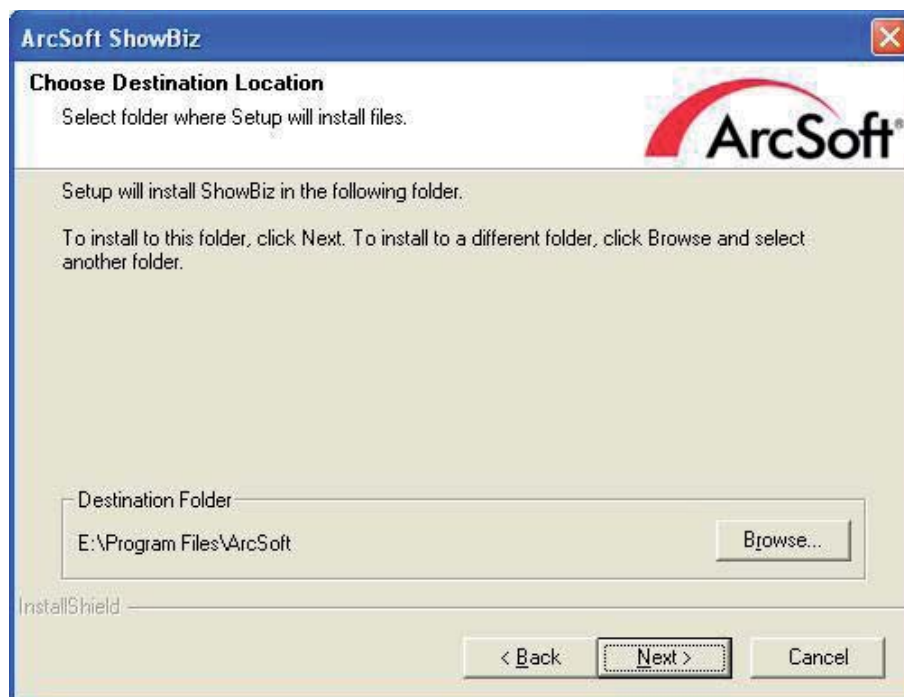 ArcSoft ShowBiz
Choose Destination Location
Select folder where Setup will install files.
ArcSoft®
Setup will install ShowBiz in the following folder.
To install to this folder, click Next. To install to a different folder, click Browse and select
another folder.
Destination Folder
E:\Program Files\ArcSoft
Browse...
InstallShield
< Back
Next >
Cancel